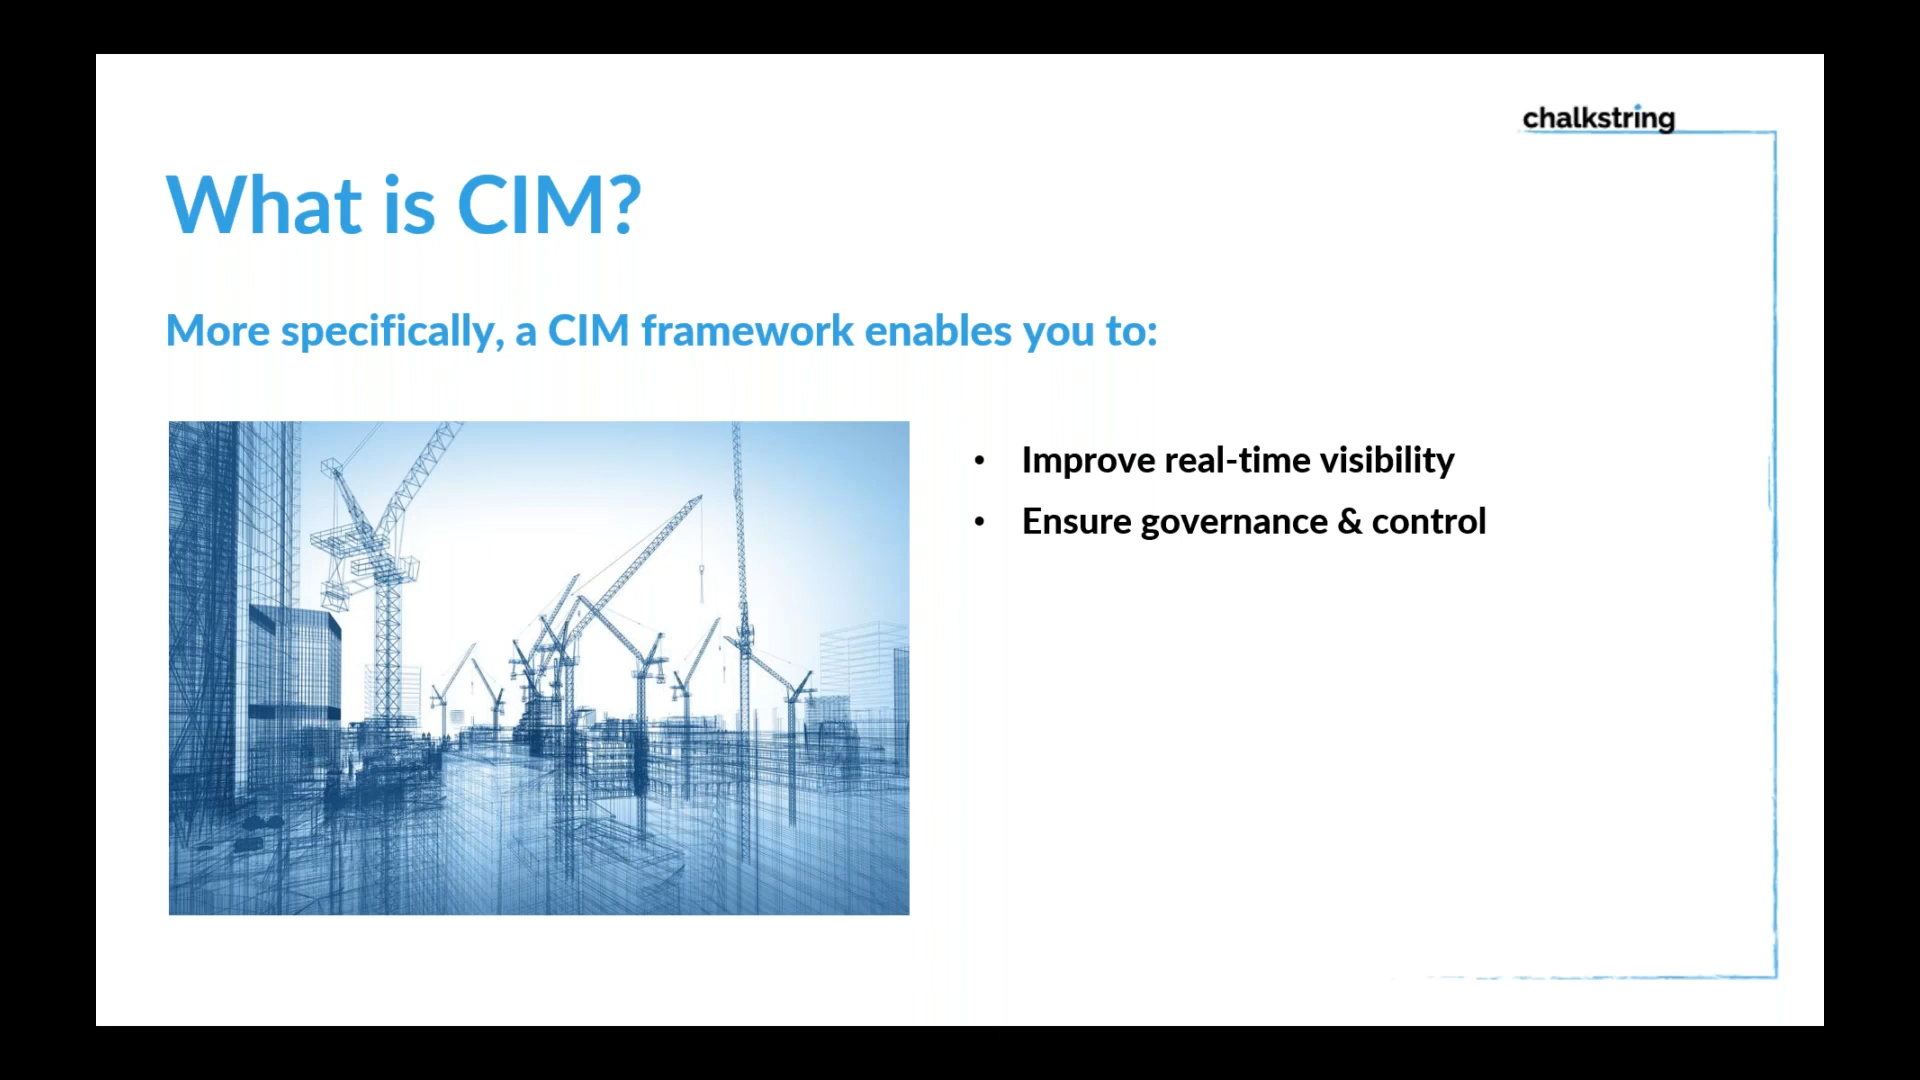 chalkstring
What is CIM?
More specifically, a CIM framework enables you to:
• Improve real-time visibility
• Ensure governance & control